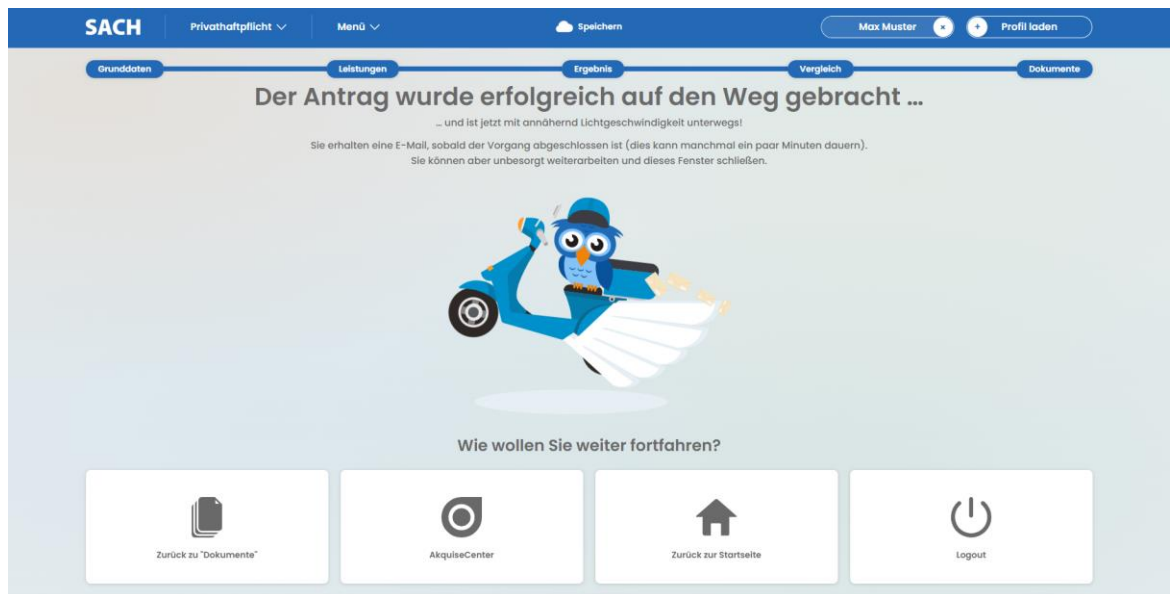 SACH
Privathaftpflicht
Menü
Speichern
Max Muster
Profil laden
Grunddaten
Leistungen
Ergebnis
Vergleich
Dokumente
Der Antrag wurde erfolgreich auf den Weg gebracht ...
... und ist jetzt mit annähernd Lichtgeschwindigkeit unterwegs!
Sie erhalten eine E-Mail, sobald der Vorgang abgeschlossen ist (dies kann manchmal ein paar Minuten dauern).
Sie können aber unbesorgt weiterarbeiten und dieses Fenster schließen.
Wie wollen Sie weiter fortfahren?
Zurück zu "Dokumente"
AkquiseCenter
Zurück zur Startseite
Logout